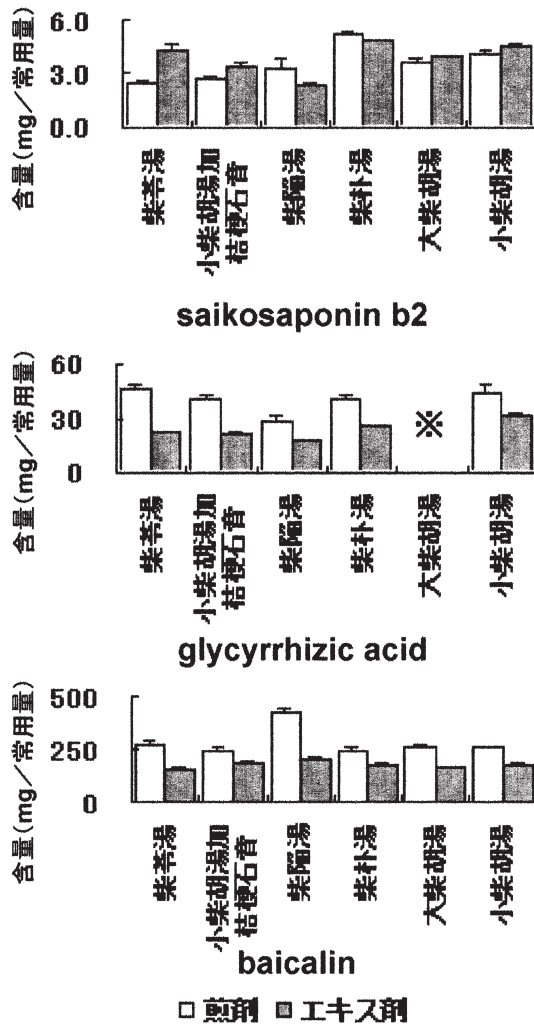 含量(mg/常用量)
6.0
3.0
0.0
柴苓湯
小柴胡湯加
桔梗石膏
柴陥湯
柴朴湯
大柴胡湯
小柴胡湯
saikosaponin b2
含量(mg/常用量)
60
30
0
※
柴苓湯
小柴胡湯加
桔梗石膏
柴陥湯
柴朴湯
大柴胡湯
小柴胡湯
glycyrrhizic acid
含量(mg/常用量)
500
250
0
柴苓湯
小柴胡湯加
桔梗石膏
柴陥湯
柴朴湯
大柴胡湯
小柴胡湯
baicalin
□ 煎剤 ■ エキス剤